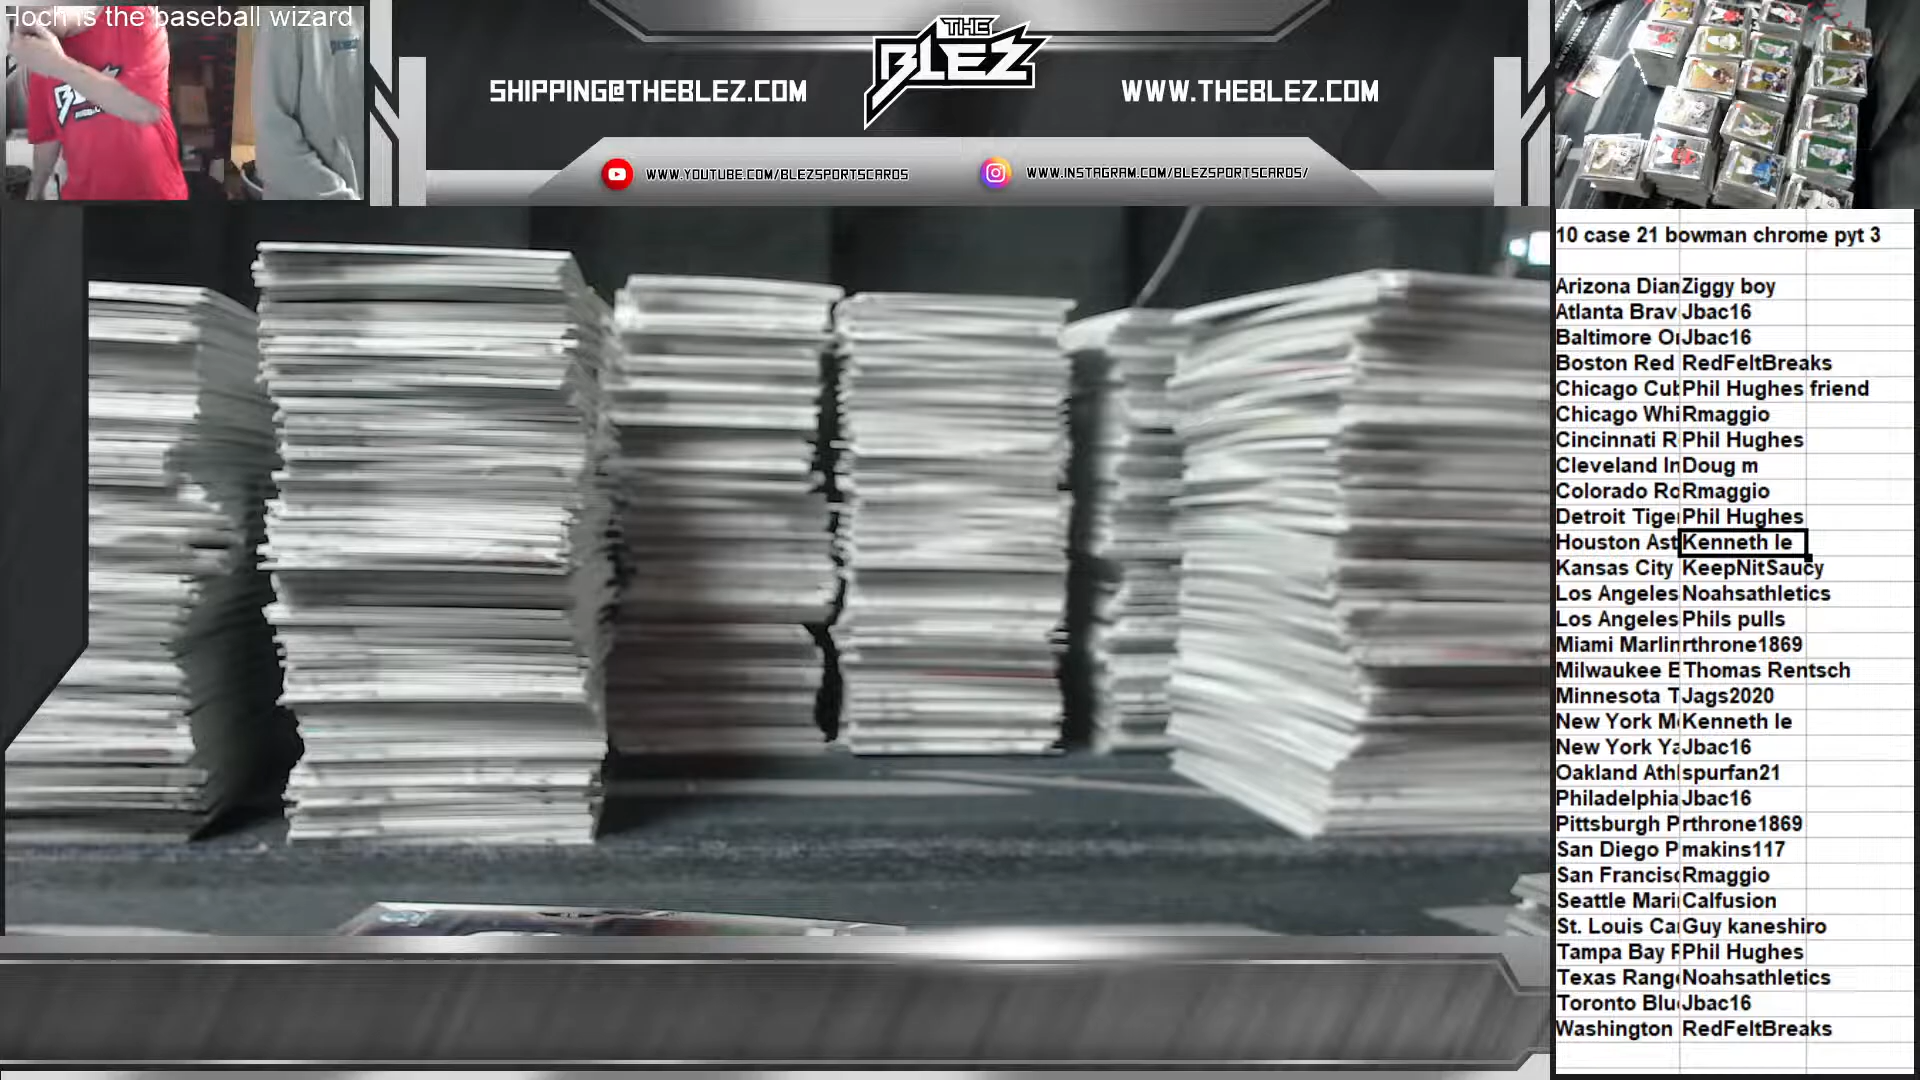 Hoch is the baseball wizard
THE
BLEZ
SHIPPING@THEBLEZ.COM
WWW.THEBLEZ.COM
WWW.YOUTUBE.COM/BLEZSPORTSCARDS
WWW.INSTAGRAM.COM/BLEZSPORTSCARDS/
10 case 21 bowman chrome pyt 3
Arizona Dian Ziggy boy
Atlanta Brav Jbac16
Baltimore Or Jbac16
Boston Red RedFeltBreaks
Chicago Cub Phil Hughes friend
Chicago Whi Rmaggio
Cincinnati R Phil Hughes
Cleveland In Doug m
Colorado Ro Rmaggio
Detroit Tiger Phil Hughes
Houston Ast Kenneth le
Kansas City KeepNitSaucy
Los Angeles Noahsathletics
Los Angeles Phils pulls
Miami Marlin rthrone1869
Milwaukee B Thomas Rentsch
Minnesota T Jags2020
New York Me Kenneth le
New York Ya Jbac16
Oakland Athl spurfan21
Philadelphia Jbac16
Pittsburgh P rthrone1869
San Diego P makins117
San Francisc Rmaggio
Seattle Mari Calfusion
St. Louis Car Guy kaneshiro
Tampa Bay R Phil Hughes
Texas Range Noahsathletics
Toronto Blu Jbac16
Washington RedFeltBreaks